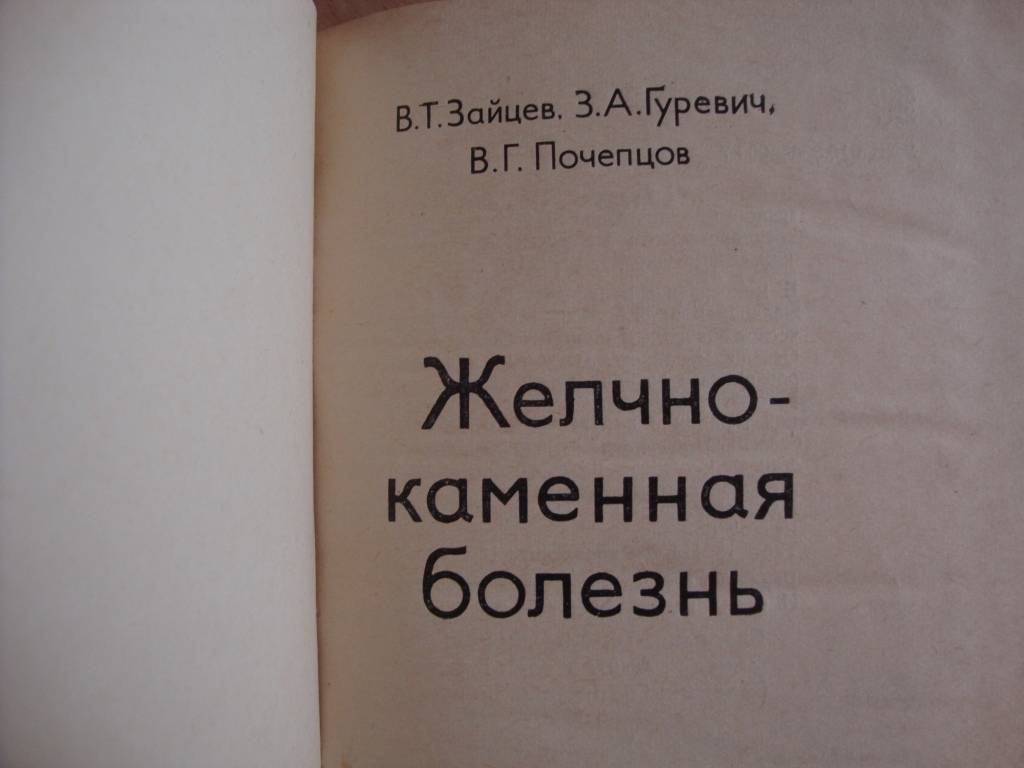 В.Т.Зайцев, З.А.Гуревич,
В.Г. Почепцов
Желчно-
каменная
болезнь